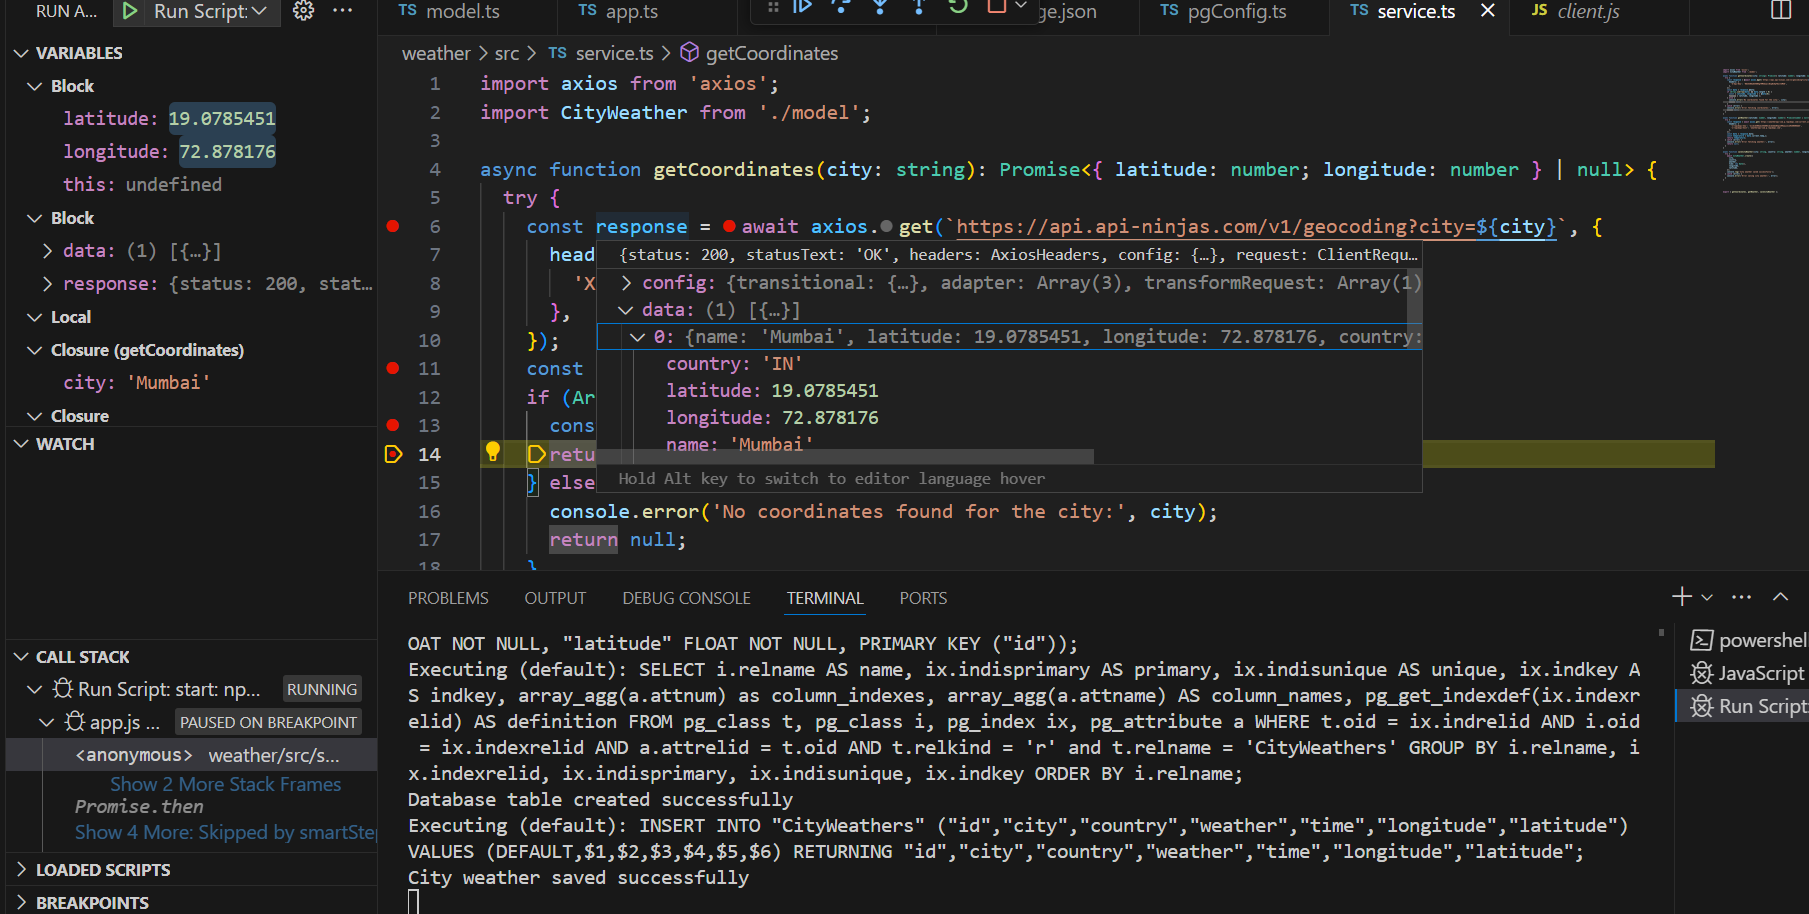 RUN A...
Run Script:
TS model.ts
TS app.ts
ge.json
TS pgConfig.ts
TS service.ts
JS client.js
VARIABLES
Block
latitude: 19.0785451
longitude: 72.878176
this: undefined
Block
data: (1) [{…}]
response: {status: 200, stat…
Local
Closure (getCoordinates)
city: 'Mumbai'
Closure
WATCH
CALL STACK
Run Script: start: np...
RUNNING
app.js ...
PAUSED ON BREAKPOINT
<anonymous> weather/src/s...
Show 2 More Stack Frames
Promise.then
Show 4 More: Skipped by smartSte
LOADED SCRIPTS
BREAKPOINTS
weather > src > TS service.ts > getCoordinates
1 import axios from 'axios';
2 import CityWeather from './model';
3
4 async function getCoordinates(city: string): Promise<{ latitude: number; longitude: number } | null> {
5 try {
6 const response = await axios.get(`https://api.api-ninjas.com/v1/geocoding?city=${city}`, {
7 head
8 'X
9 },
10 });
11 const
12 if (Ar
13 cons
14 retu
15 } else
16 console.error('No coordinates found for the city:', city);
17 return null;
18 }
{status: 200, statusText: 'OK', headers: AxiosHeaders, config: {…}, request: ClientRequ…
config: {transitional: {…}, adapter: Array(3), transformRequest: Array(1)
data: (1) [{…}]
0: {name: 'Mumbai', latitude: 19.0785451, longitude: 72.878176, country:
country: 'IN'
latitude: 19.0785451
longitude: 72.878176
name: 'Mumbai'
Hold Alt key to switch to editor language hover
PROBLEMS
OUTPUT
DEBUG CONSOLE
TERMINAL
PORTS
OAT NOT NULL, "latitude" FLOAT NOT NULL, PRIMARY KEY ("id"));
Executing (default): SELECT i.relname AS name, ix.indisprimary AS primary, ix.indisunique AS unique, ix.indkey A
S indkey, array_agg(a.attnum) as column_indexes, array_agg(a.attname) AS column_names, pg_get_indexdef(ix.indexr
elid) AS definition FROM pg_class t, pg_class i, pg_index ix, pg_attribute a WHERE t.oid = ix.indrelid AND i.oid
= ix.indexrelid AND a.attrelid = t.oid AND t.relkind = 'r' and t.relname = 'CityWeathers' GROUP BY i.relname, i
x.indexrelid, ix.indisprimary, ix.indisunique, ix.indkey ORDER BY i.relname;
Database table created successfully
Executing (default): INSERT INTO "CityWeathers" ("id","city","country","weather","time","longitude","latitude")
VALUES (DEFAULT,$1,$2,$3,$4,$5,$6) RETURNING "id","city","country","weather","time","longitude","latitude";
City weather saved successfully
powershell
JavaScript
Run Script